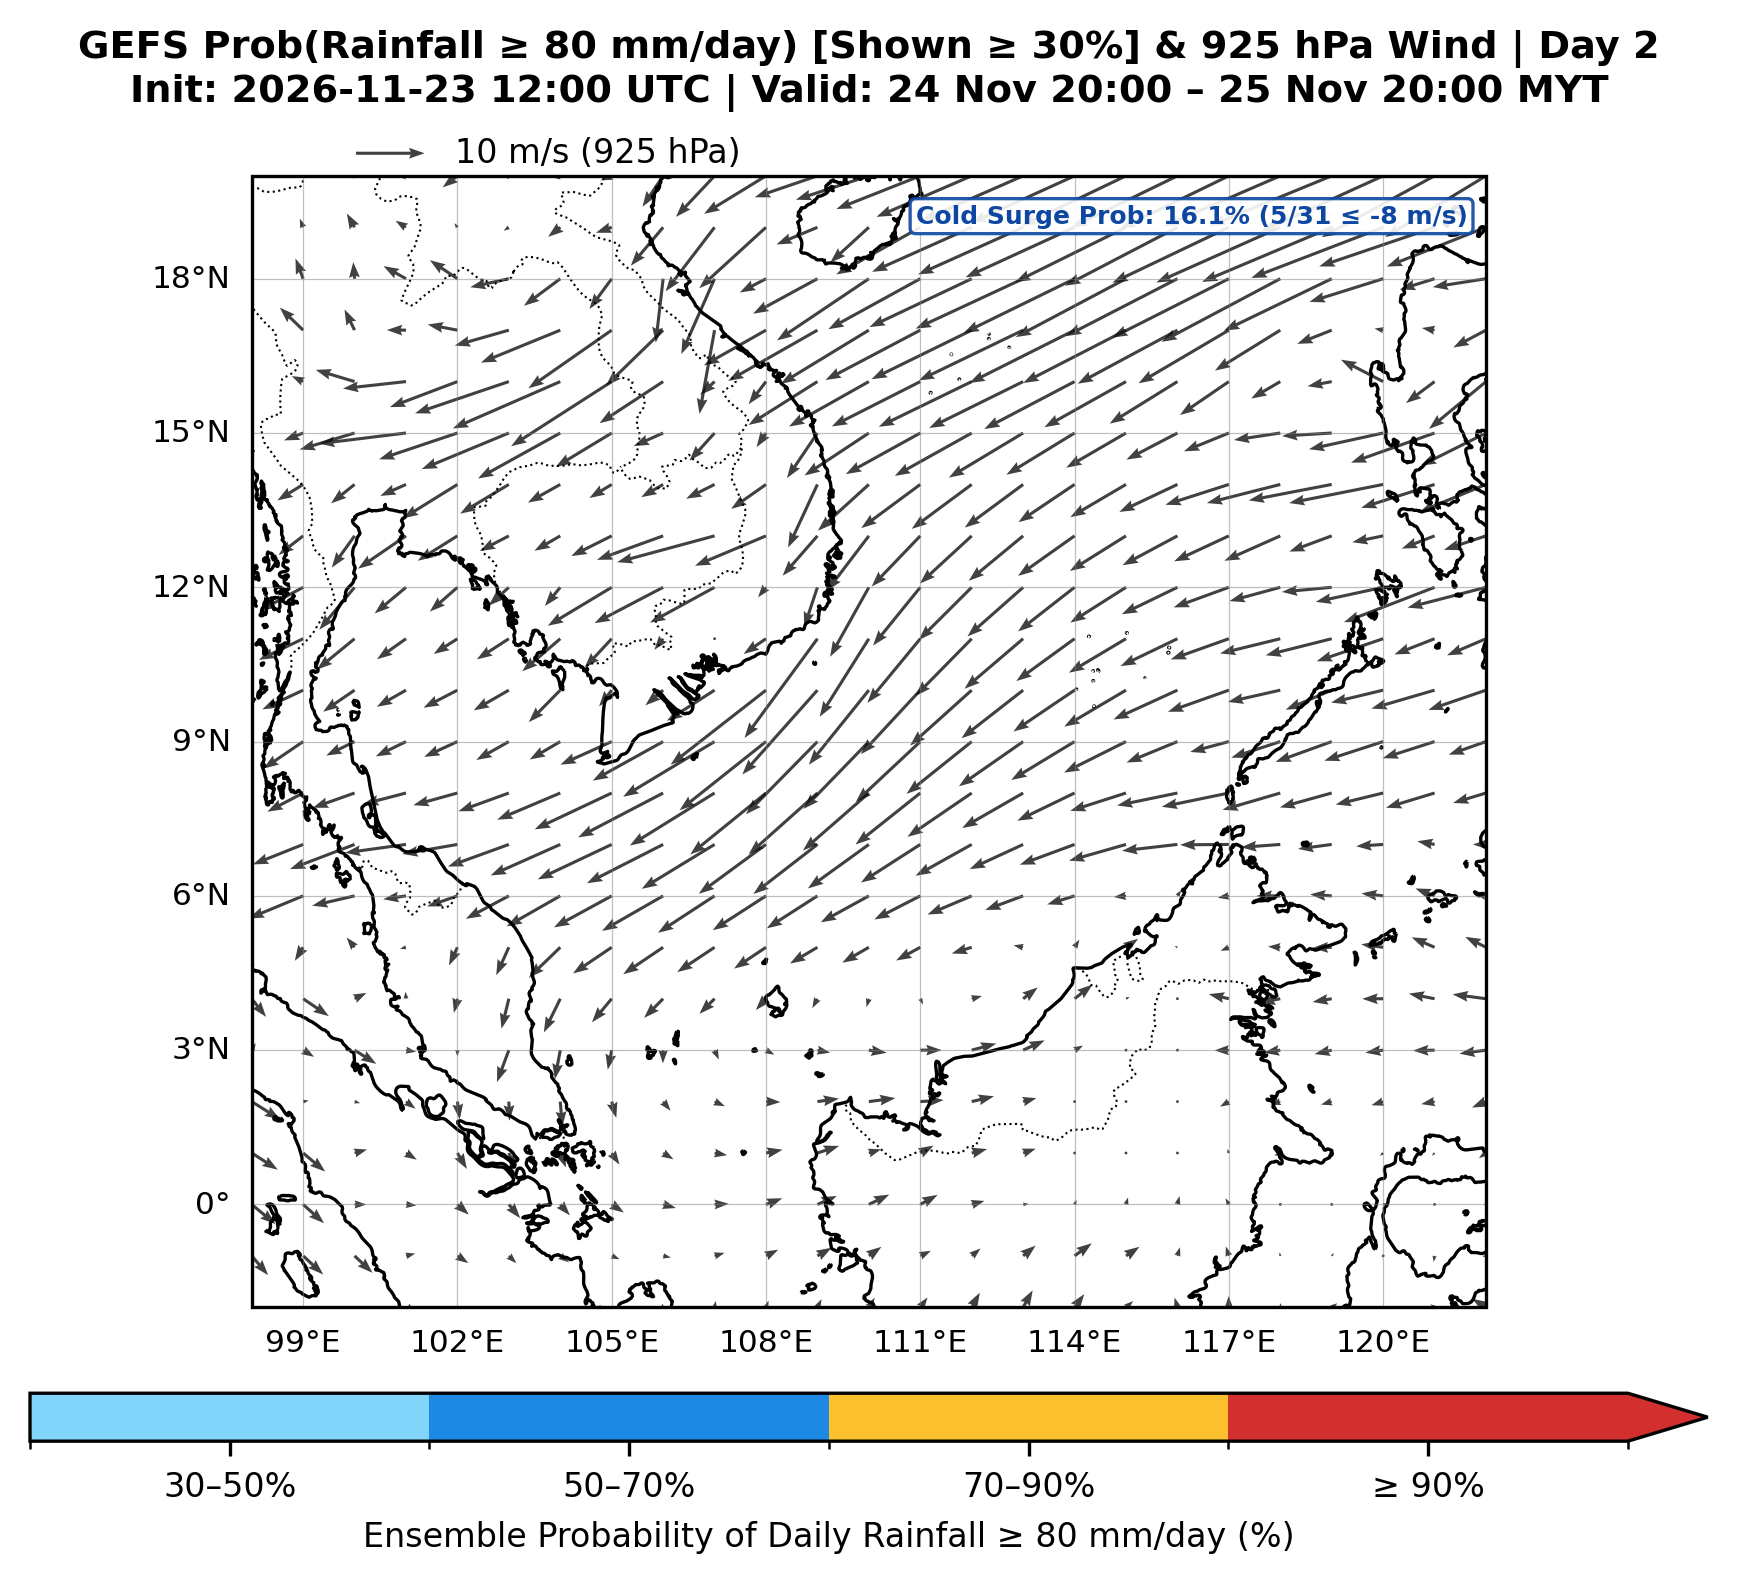 GEFS Prob(Rainfall ≥ 80 mm/day) [Shown ≥ 30%] & 925 hPa Wind | Day 2
Init: 2026-11-23 12:00 UTC | Valid: 24 Nov 20:00 – 25 Nov 20:00 MYT
10 m/s (925 hPa)
Cold Surge Prob: 16.1% (5/31 ≤ -8 m/s)
18°N
15°N
12°N
9°N
6°N
3°N
0°
99°E 102°E 105°E 108°E 111°E 114°E 117°E 120°E
30–50% 50–70% 70–90% ≥ 90%
Ensemble Probability of Daily Rainfall ≥ 80 mm/day (%)